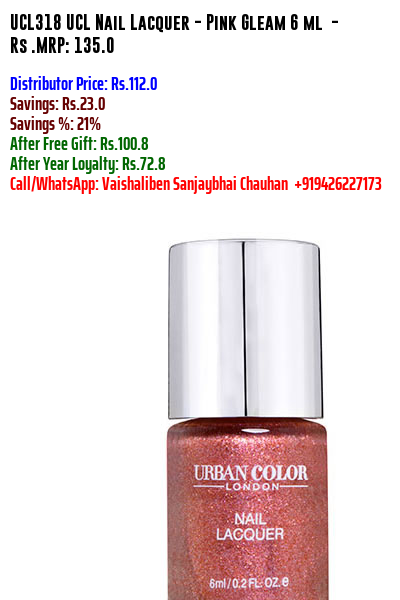 UCL318 UCL Nail Lacquer - Pink Gleam 6 ml -
Rs .MRP: 135.0
Distributor Price: Rs.112.0
Savings: Rs.23.0
Savings %: 21%
After Free Gift: Rs.100.8
After Year Loyalty: Rs.72.8
Call/WhatsApp: Vaishaliben Sanjaybhai Chauhan +919426227173
URBAN COLOR
LONDON
NAIL
LACQUER
6ml/0.2 FL. OZ. e